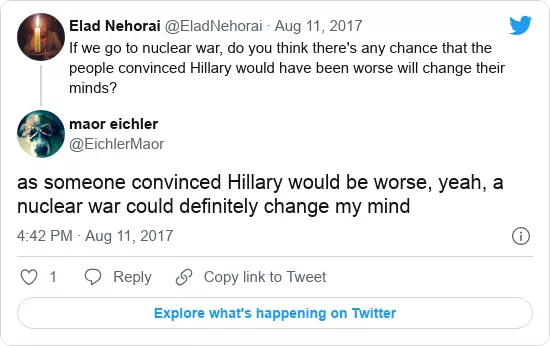 Elad Nehorai @EladNehorai · Aug 11, 2017
If we go to nuclear war, do you think there's any chance that the
people convinced Hillary would have been worse will change their
minds?
maor eichler
@EichlerMaor
as someone convinced Hillary would be worse, yeah, a
nuclear war could definitely change my mind
4:42 PM · Aug 11, 2017
1 Reply Copy link to Tweet
Explore what's happening on Twitter